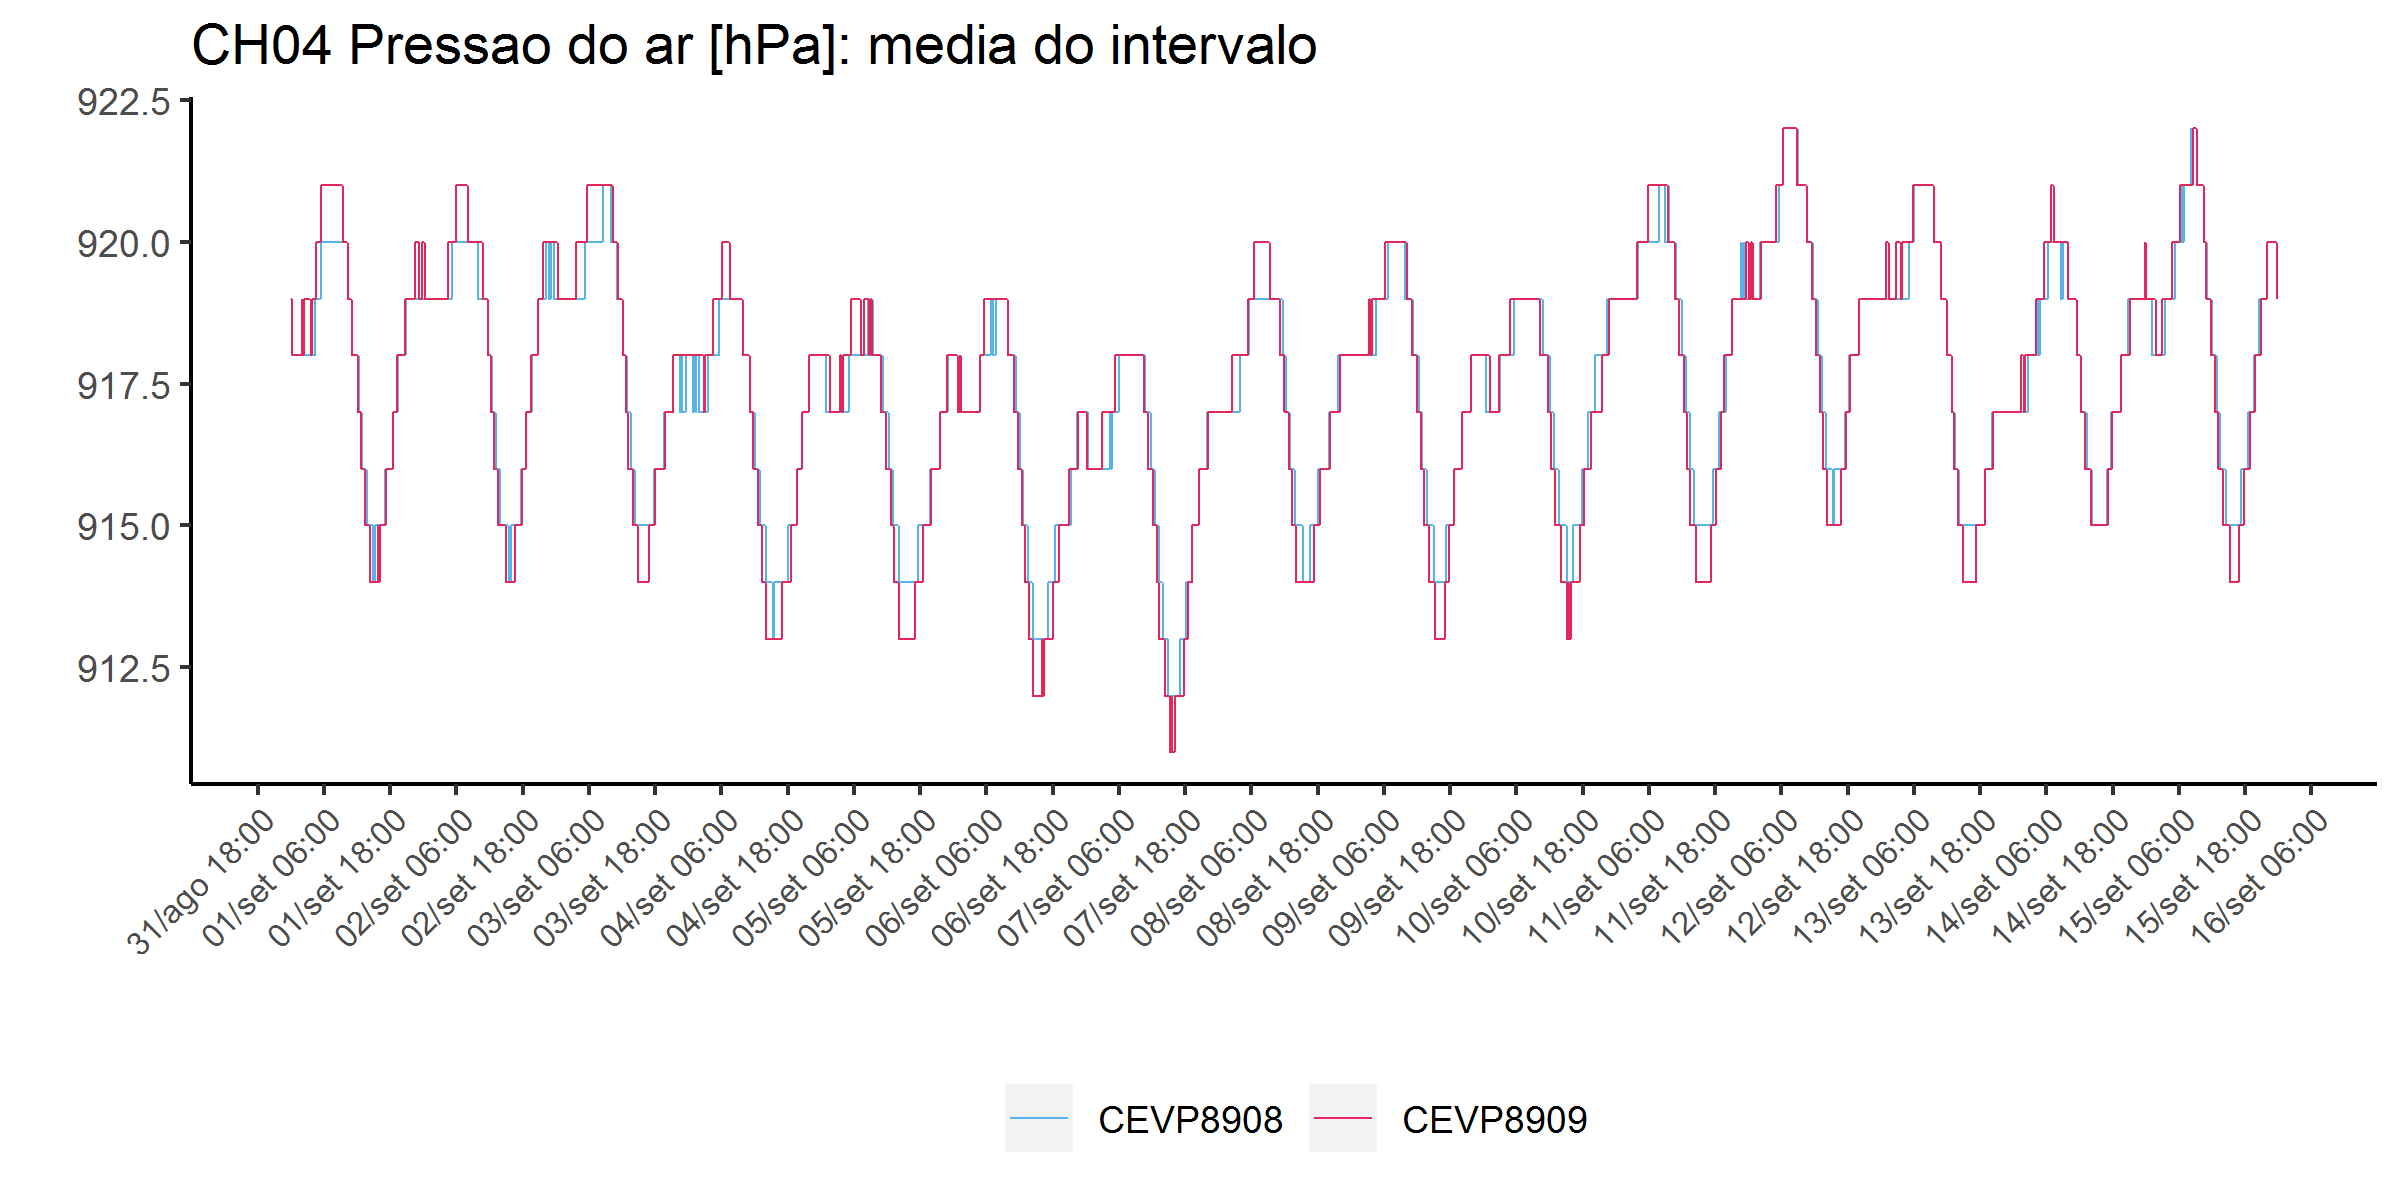 CH04 Pressao do ar [hPa]: media do intervalo
922.5
920.0
917.5
915.0
912.5
31/ago 18:00
01/set 06:00
01/set 18:00
02/set 06:00
02/set 18:00
03/set 06:00
03/set 18:00
04/set 06:00
04/set 18:00
05/set 06:00
05/set 18:00
06/set 06:00
06/set 18:00
07/set 06:00
07/set 18:00
08/set 06:00
08/set 18:00
09/set 06:00
09/set 18:00
10/set 06:00
10/set 18:00
11/set 06:00
11/set 18:00
12/set 06:00
12/set 18:00
13/set 06:00
13/set 18:00
14/set 06:00
14/set 18:00
15/set 06:00
15/set 18:00
16/set 06:00
CEVP8908
CEVP8909